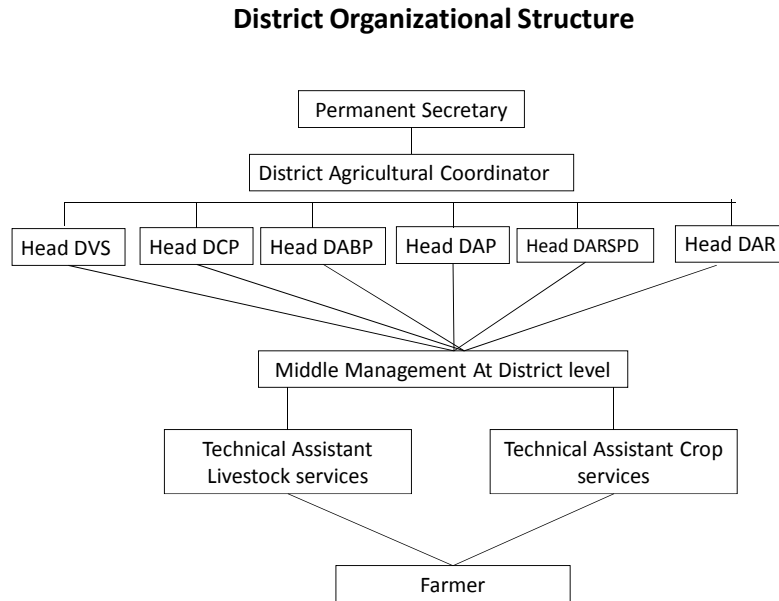 District Organizational Structure
Permanent Secretary
District Agricultural Coordinator
Head DVS
Head DCP
Head DABP
Head DAP
Head DARSPD
Head DAR
Middle Management At District level
Technical Assistant
Livestock services
Technical Assistant Crop
services
Farmer